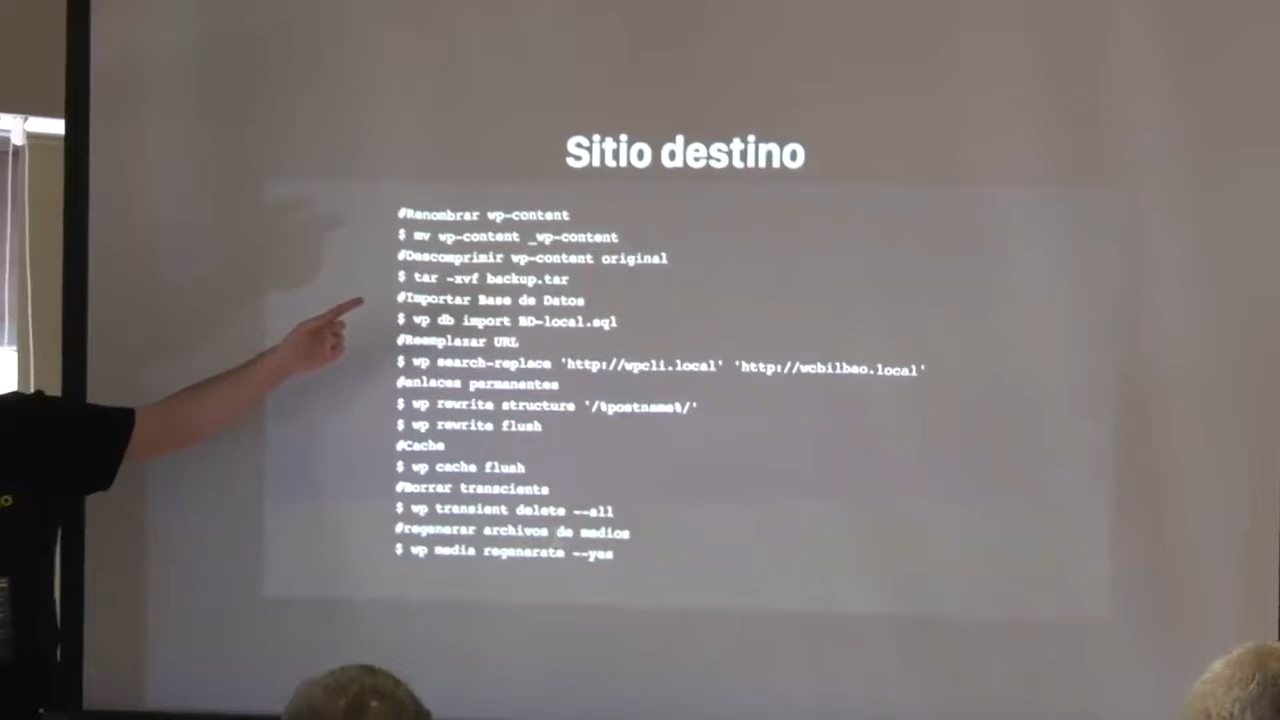 Sitio destino
#Renombrar wp-content
$ mv wp-content _wp-content
#Descomprimir wp-content original
$ tar -xvf backup.tar
#Importar Base de Datos
$ wp db import BD-local.sql
#Reemplazar URL
$ wp search-replace 'http://wpcli.local' 'http://wcbilbao.local'
#enlaces permanentes
$ wp rewrite structure '/%postname%/'
$ wp rewrite flush
#Cache
$ wp cache flush
#Borrar transcients
$ wp transient delete --all
#regenerar archivos de medios
$ wp media regenerate --yes